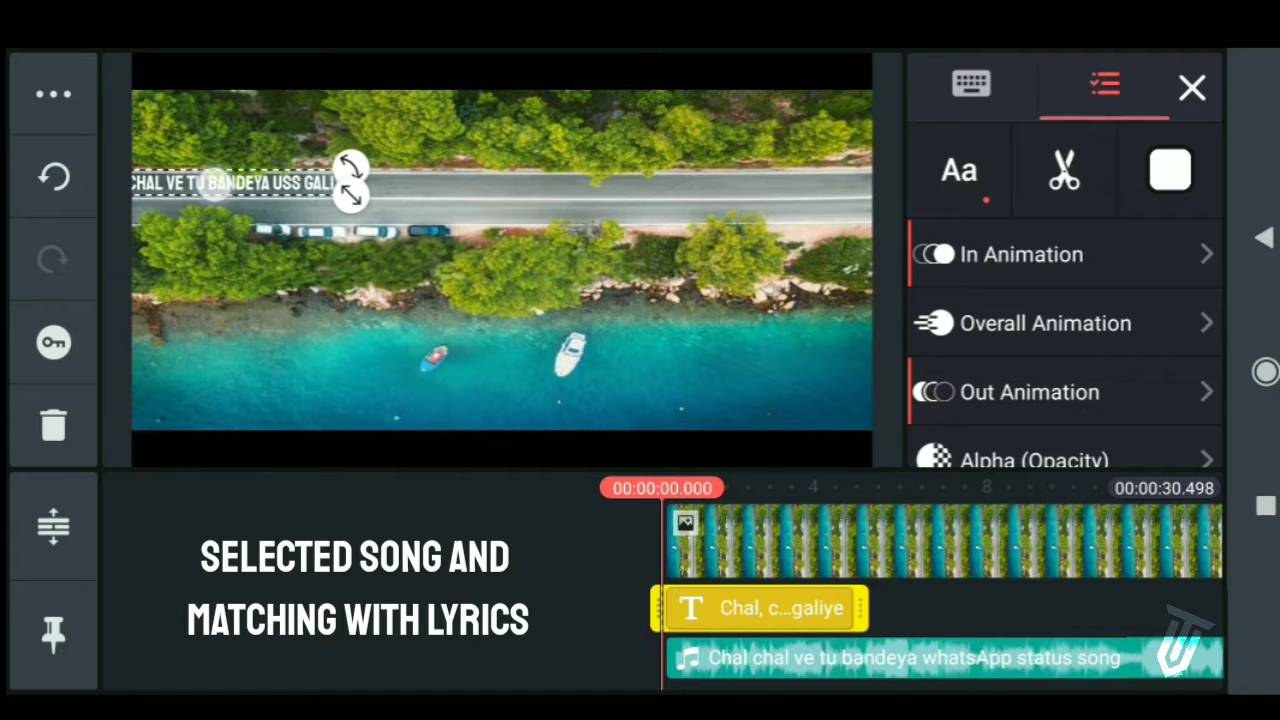 CHAL VE TU BANDEYA USS GALI
Aa
In Animation
Overall Animation
Out Animation
Alpha (Opacity)
00:00:00.000
4
8
00:00:30.498
SELECTED SONG AND
MATCHING WITH LYRICS
T Chal, c...galiye
Chal chal ve tu bandeya whatsApp status song